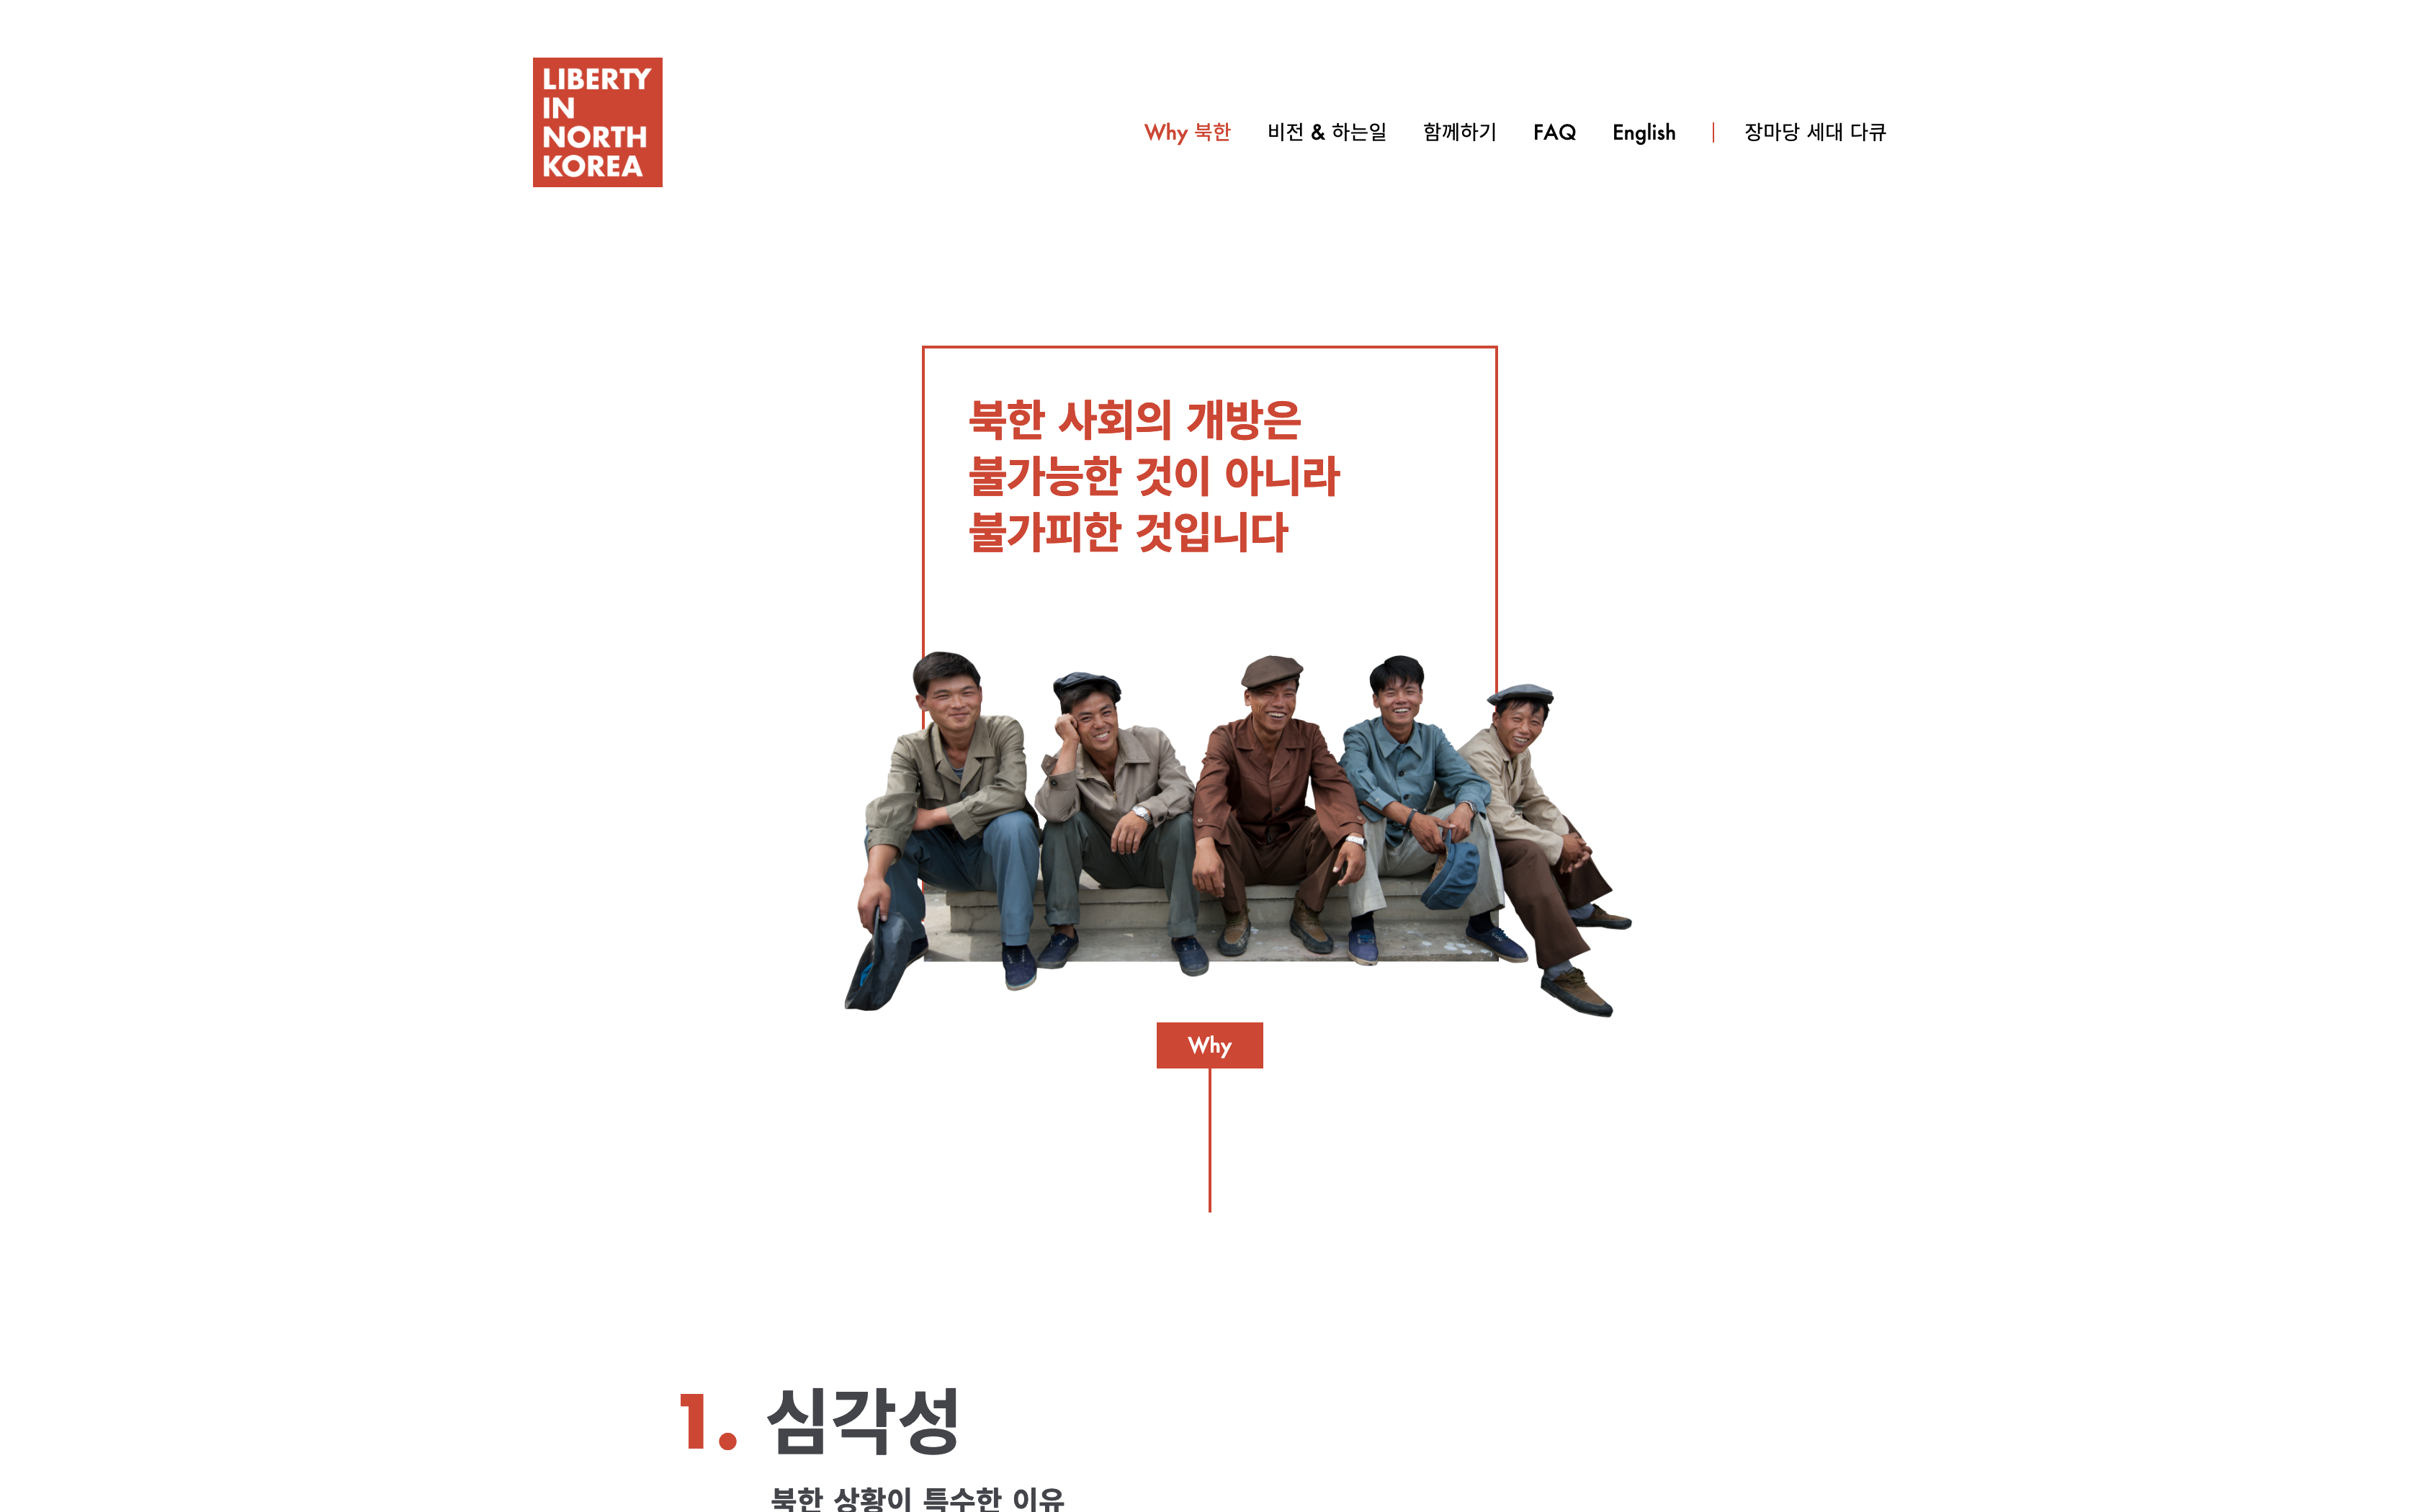 LIBERTY
IN
NORTH
KOREA
Why 북한 비전 & 하는일 함께하기 FAQ English | 장마당 세대 다큐
북한 사회의 개방은
불가능한 것이 아니라
불가피한 것입니다
Why
1. 심각성
북한 상황이 특수한 이유